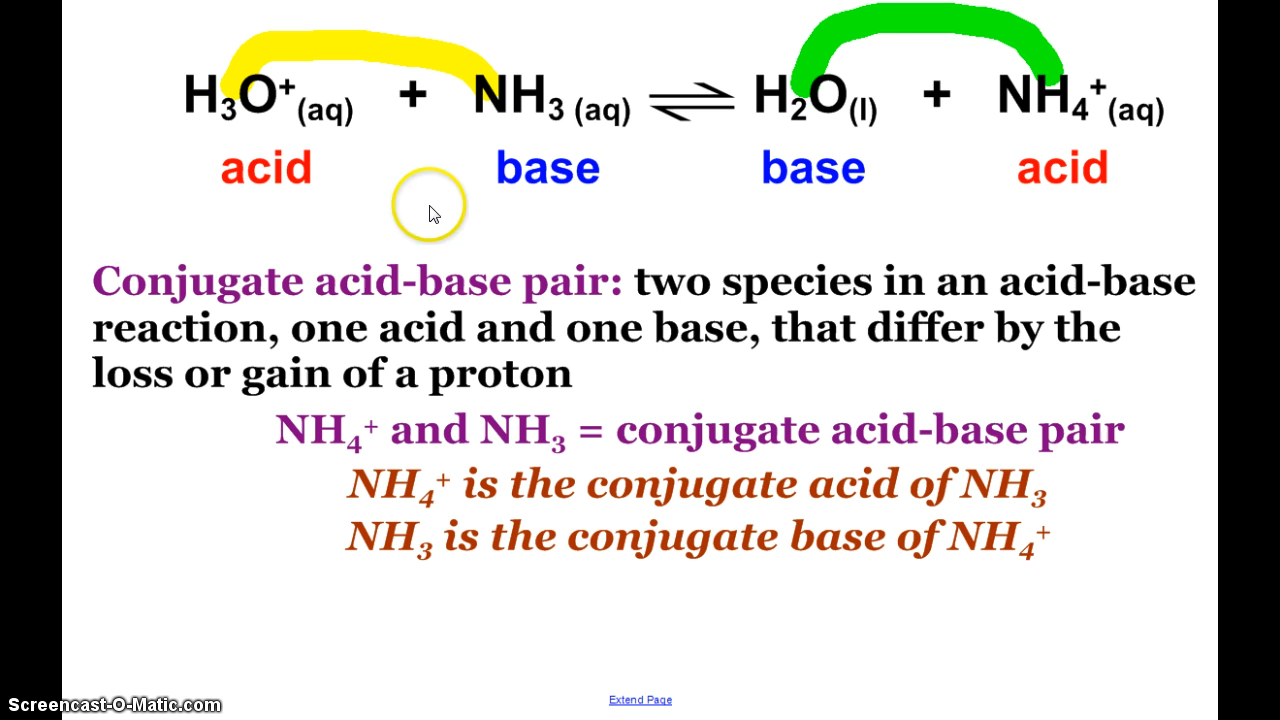 H₃O⁺(aq) + NH₃ (aq) ⇌ H₂O(l) + NH₄⁺(aq)
acid base base acid
Conjugate acid-base pair: two species in an acid-base
reaction, one acid and one base, that differ by the
loss or gain of a proton
NH₄⁺ and NH₃ = conjugate acid-base pair
NH₄⁺ is the conjugate acid of NH₃
NH₃ is the conjugate base of NH₄⁺
Extend Page
Screencast-O-Matic.com